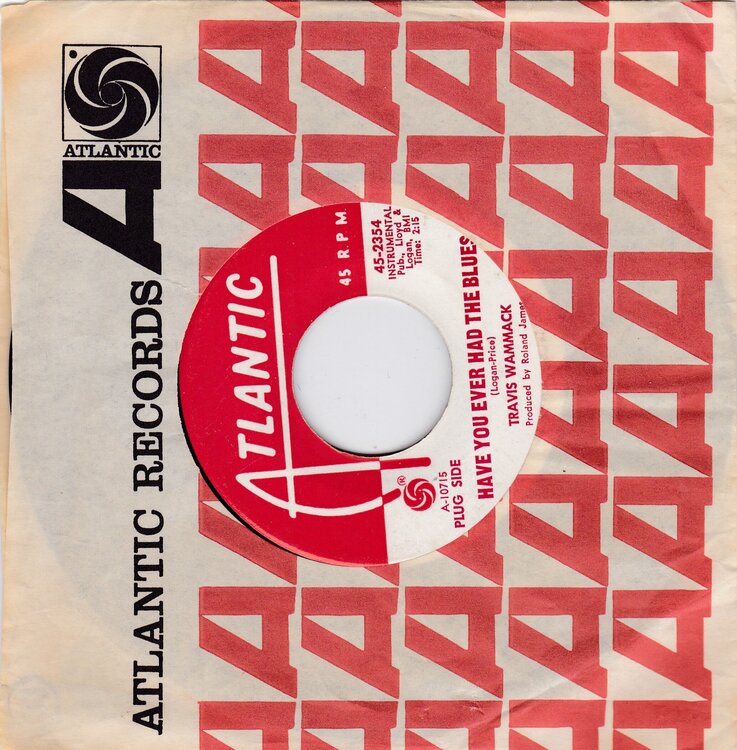 ATLANTIC
ATLANTIC RECORDS
ATLANTIC
45 R.P.M.
45-2354
INSTRUMENTAL
Pub., Lloyd &
Logan, BMI
Time: 2:15
®
A-10715
PLUG SIDE
HAVE YOU EVER HAD THE BLUES
(Logan-Price)
TRAVIS WAMMACK
Produced by Roland James